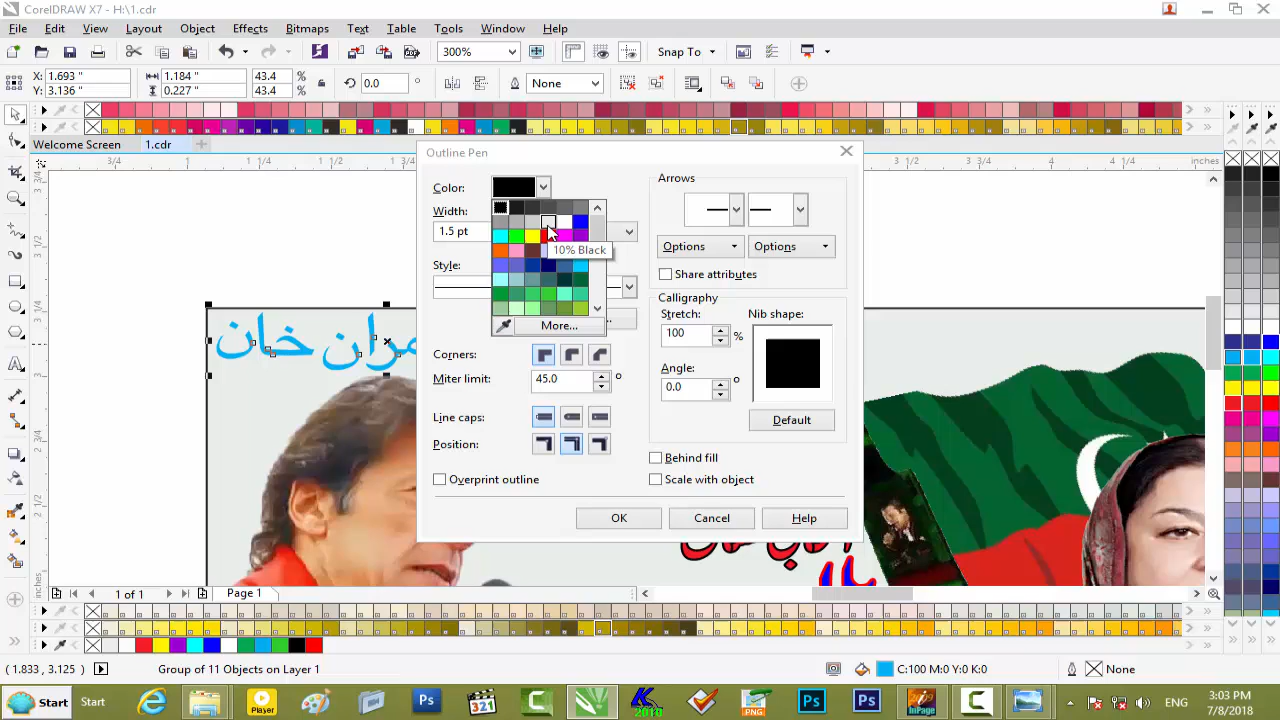 CorelDRAW X7 - H:\1.cdr
File Edit View Layout Object Effects Bitmaps Text Table Tools Window Help
300% Snap To
X: 1.693 " 1.184 " 43.4 % 0.0 ° None
Y: 3.136 " 0.227 " 43.4 %
Welcome Screen 1.cdr
3/4 1 1 1/4 1 1/2 1 3/4 3 1/2 3 3/4 4 4 1/4 inches
Outline Pen
Color:
Width:
1.5 pt
Style:
10% Black
More...
Corners:
Miter limit: 45.0 °
Line caps:
Position:
Overprint outline
Arrows
Options Options
Share attributes
Calligraphy
Stretch: Nib shape:
100 %
Angle:
0.0 °
Default
Behind fill
Scale with object
OK Cancel Help
عمران خان
inches
1 of 1 Page 1
( 1.833, 3.125 ) Group of 11 Objects on Layer 1 C:100 M:0 Y:0 K:0 None
Start Start ENG 3:03 PM
7/8/2018